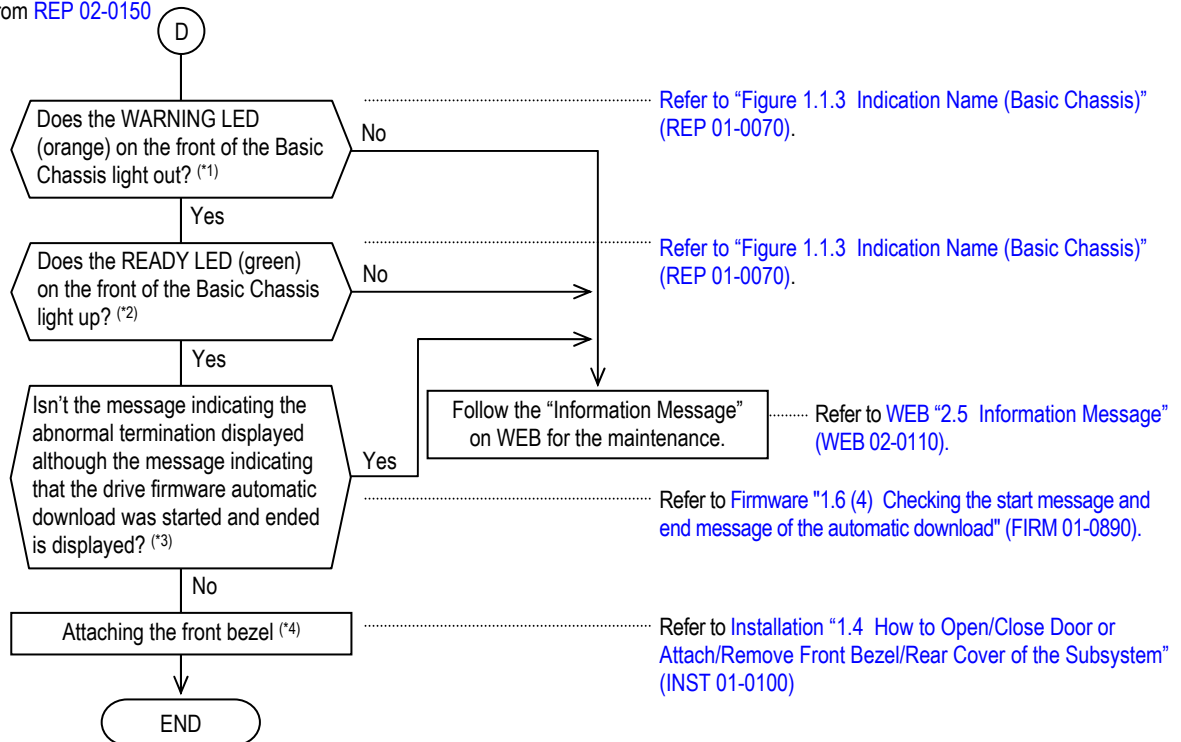 rom REP 02-0150
D
Does the WARNING LED
(orange) on the front of the Basic
Chassis light out? (*1)
No
Refer to “Figure 1.1.3 Indication Name (Basic Chassis)”
(REP 01-0070).
Yes
Does the READY LED (green)
on the front of the Basic Chassis
light up? (*2)
No
Refer to “Figure 1.1.3 Indication Name (Basic Chassis)”
(REP 01-0070).
Yes
Isn’t the message indicating the
abnormal termination displayed
although the message indicating
that the drive firmware automatic
download was started and ended
is displayed? (*3)
Yes
Follow the “Information Message”
on WEB for the maintenance.
Refer to WEB “2.5 Information Message”
(WEB 02-0110).
Refer to Firmware "1.6 (4) Checking the start message and
end message of the automatic download" (FIRM 01-0890).
No
Attaching the front bezel (*4)
Refer to Installation “1.4 How to Open/Close Door or
Attach/Remove Front Bezel/Rear Cover of the Subsystem”
(INST 01-0100)
END